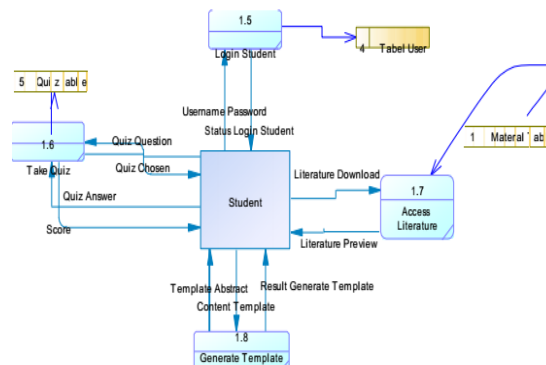 1.5
Login Student
4 Tabel User
5 Quiz able
Username Password
Status Login Student
1 Material Tab
1.6
Take Quiz
Quiz Question
Quiz Chosen
Quiz Answer
Score
Student
Literature Download
Literature Preview
1.7
Access
Literature
Template Abstract
Content Template
Result Generate Template
1.8
Generate Template